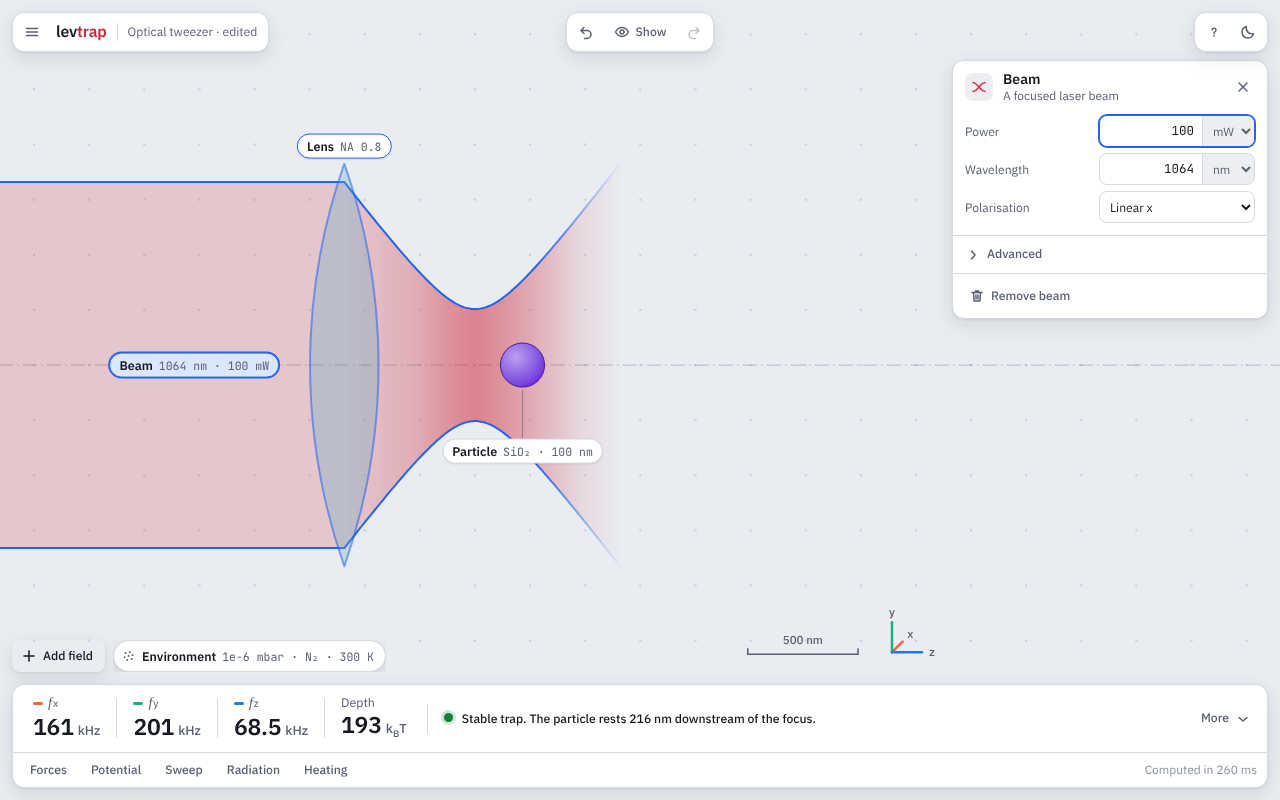 levtrap Optical tweezer · edited
Show
?
Beam
A focused laser beam
Power 100 mW
Wavelength 1064 nm
Polarisation Linear x
Advanced
Remove beam
Lens NA 0.8
Beam 1064 nm · 100 mW
Particle SiO₂ · 100 nm
500 nm
y
x
z
Add field
Environment 1e-6 mbar · N₂ · 300 K
fx
161 kHz
fy
201 kHz
fz
68.5 kHz
Depth
193 kBT
Stable trap. The particle rests 216 nm downstream of the focus.
More
Forces Potential Sweep Radiation Heating
Computed in 260 ms